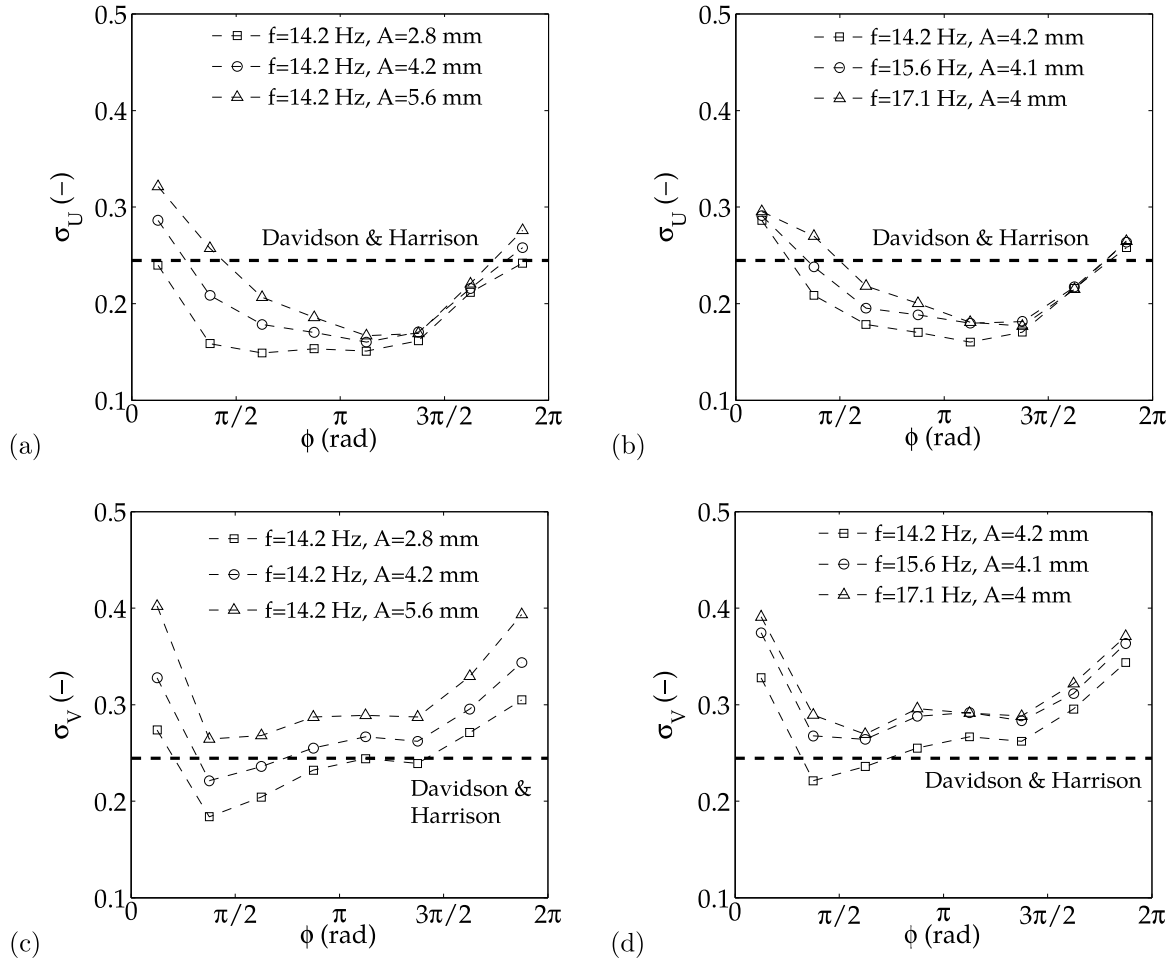 0.5
f=14.2 Hz, A=2.8 mm
f=14.2 Hz, A=4.2 mm
f=14.2 Hz, A=5.6 mm
0.4
0.3
0.2
0.1
σU (−)
Davidson & Harrison
0 π/2 π 3π/2 2π
ϕ (rad)
(a)
0.5
f=14.2 Hz, A=4.2 mm
f=15.6 Hz, A=4.1 mm
f=17.1 Hz, A=4 mm
0.4
0.3
0.2
0.1
σU (−)
Davidson & Harrison
0 π/2 π 3π/2 2π
ϕ (rad)
(b)
0.5
f=14.2 Hz, A=2.8 mm
f=14.2 Hz, A=4.2 mm
f=14.2 Hz, A=5.6 mm
0.4
0.3
0.2
0.1
σV (−)
Davidson &
Harrison
0 π/2 π 3π/2 2π
ϕ (rad)
(c)
0.5
f=14.2 Hz, A=4.2 mm
f=15.6 Hz, A=4.1 mm
f=17.1 Hz, A=4 mm
0.4
0.3
0.2
0.1
σV (−)
Davidson & Harrison
0 π/2 π 3π/2 2π
ϕ (rad)
(d)